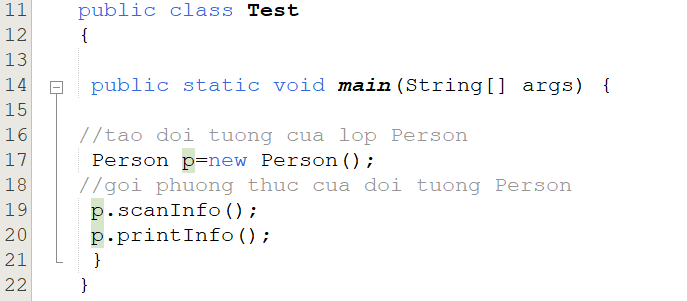 11 public class Test
12 {
13
14 public static void main(String[] args) {
15
16 //tao doi tuong cua lop Person
17 Person p=new Person();
18 //goi phuong thuc cua doi tuong Person
19 p.scanInfo();
20 p.printInfo();
21 }
22 }